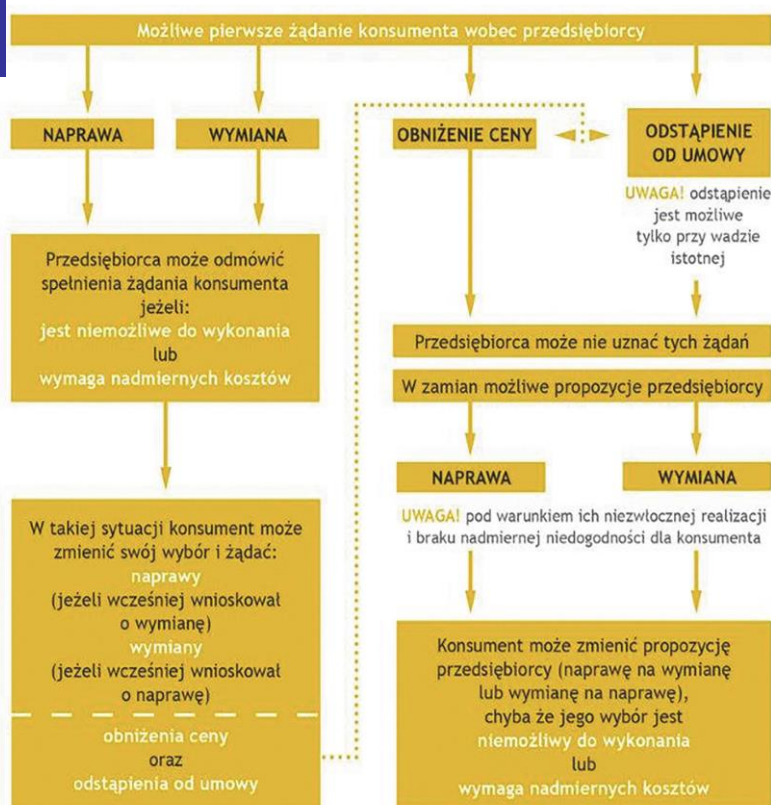 Możliwe pierwsze żądanie konsumenta wobec przedsiębiorcy
NAPRAWA
WYMIANA
OBNIŻENIE CENY
ODSTĄPIENIE
OD UMOWY
UWAGA! odstąpienie
jest możliwe
tylko przy wadzie
istotnej
Przedsiębiorca może odmówić
spełnienia żądania konsumenta
jeżeli:
jest niemożliwe do wykonania
lub
wymaga nadmiernych kosztów
W takiej sytuacji konsument może
zmienić swój wybór i żądać:
naprawy
(jeżeli wcześniej wnioskował
o wymianę)
wymiany
(jeżeli wcześniej wnioskował
o naprawę)
obniżenia ceny
oraz
odstąpienia od umowy
Przedsiębiorca może nie uznać tych żądań
W zamian możliwe propozycje przedsiębiorcy
NAPRAWA
WYMIANA
UWAGA! pod warunkiem ich niezwłocznej realizacji
i braku nadmiernej niedogodności dla konsumenta
Konsument może zmienić propozycję
przedsiębiorcy (naprawę na wymianę
lub wymianę na naprawę),
chyba że jego wybór jest
niemożliwy do wykonania
lub
wymaga nadmiernych kosztów